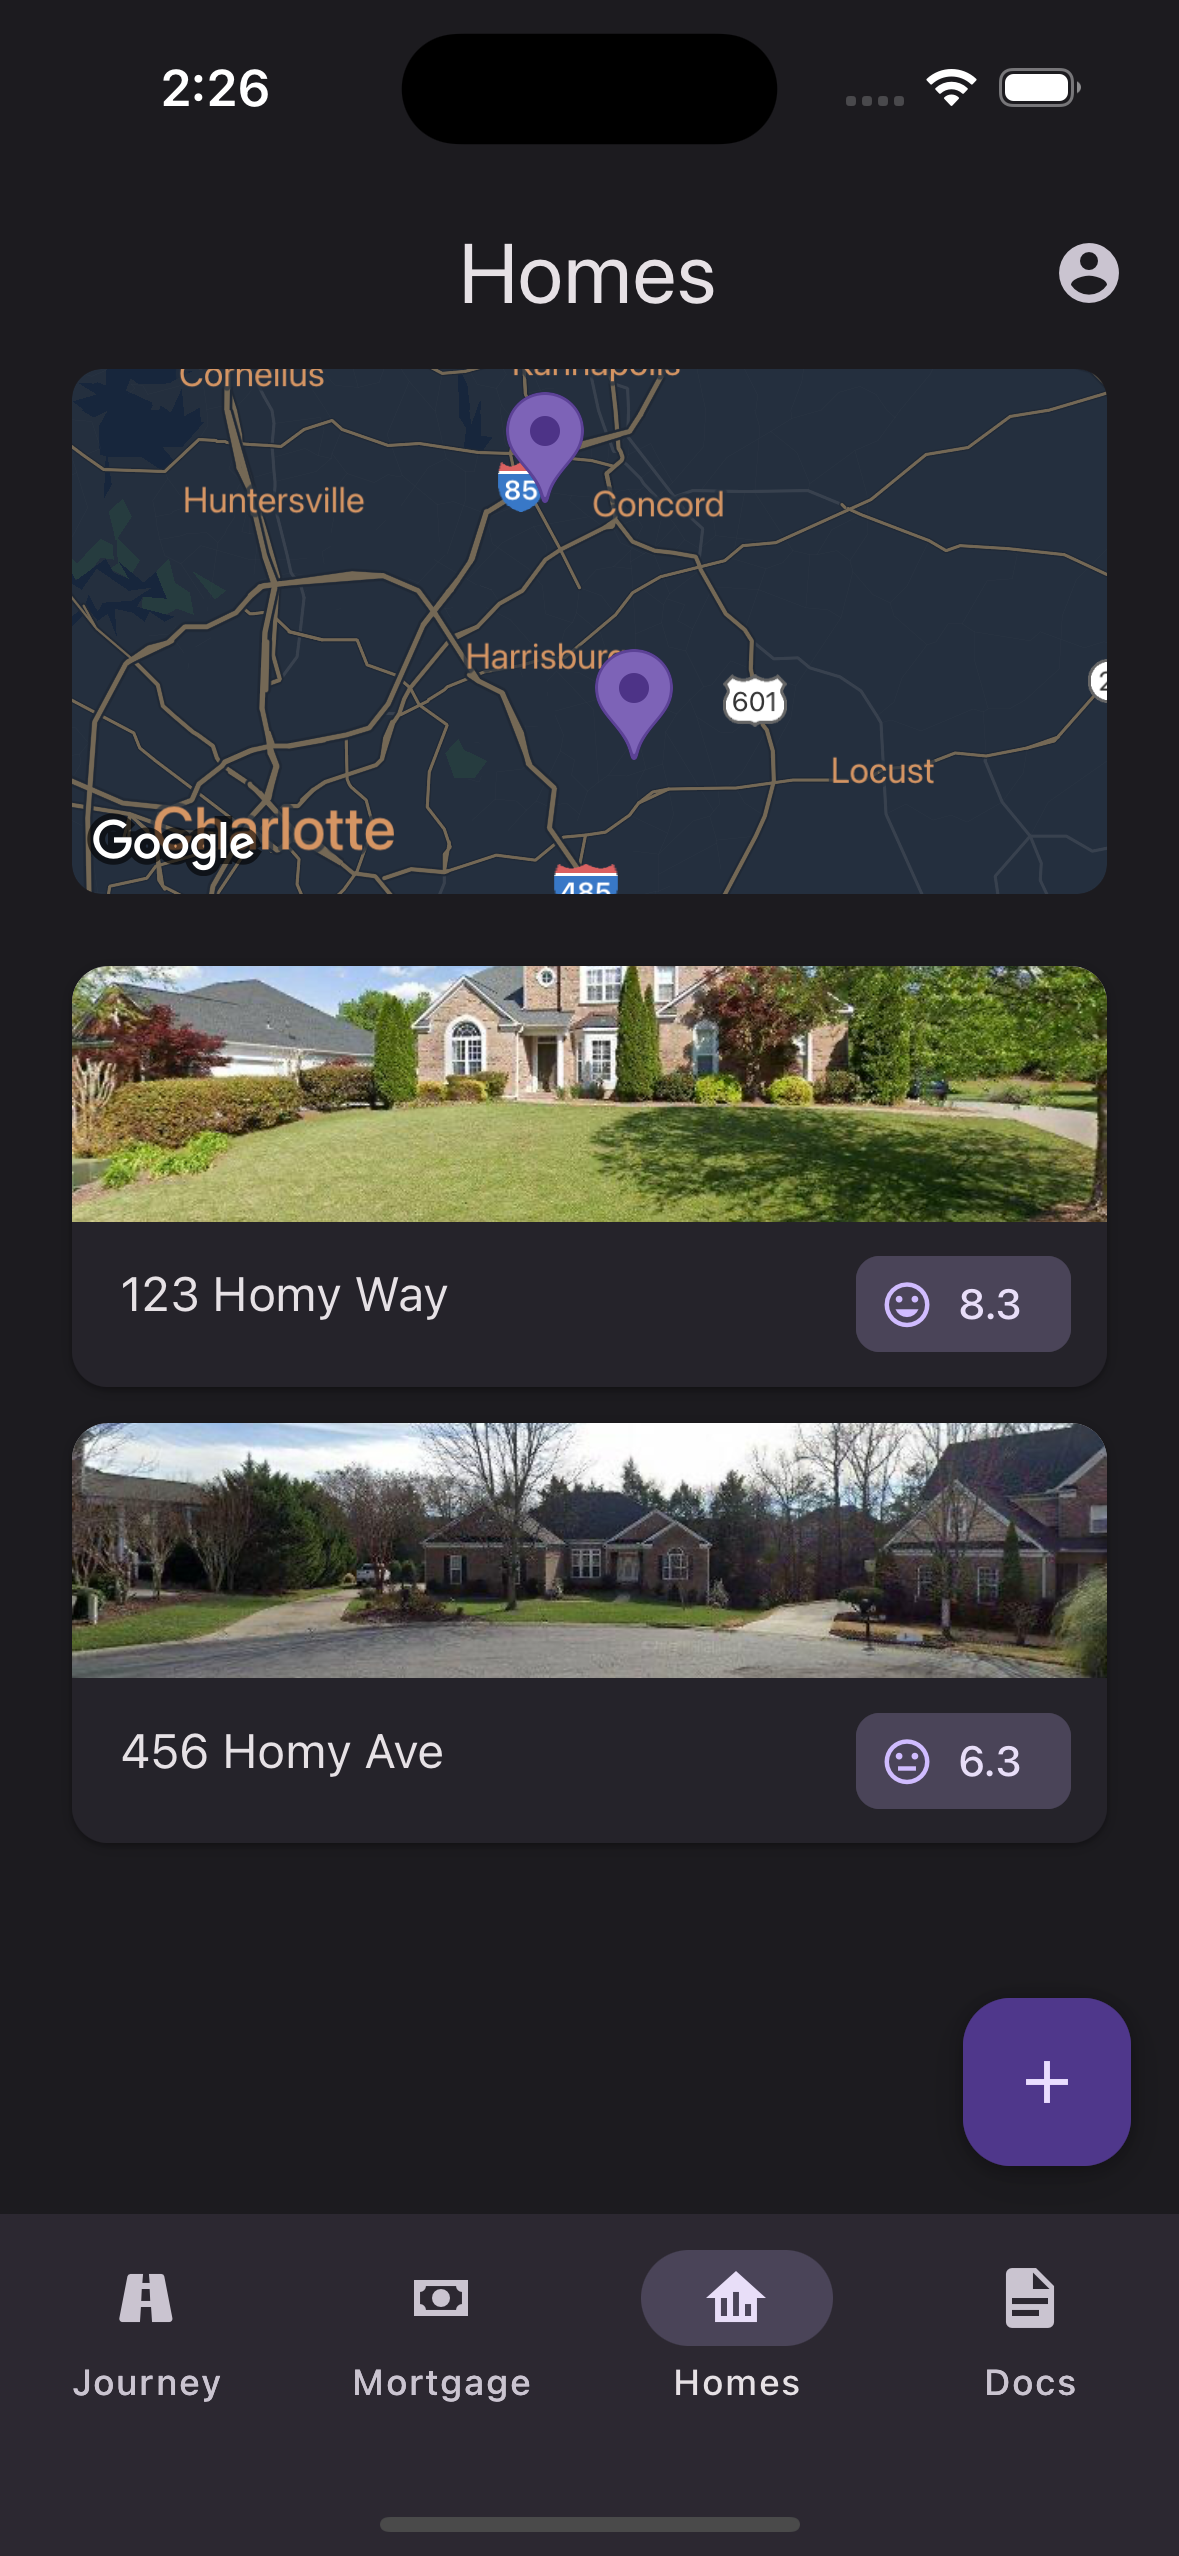 2:26
Homes
Cornelius
Kannapolis
85
Huntersville
Concord
Harrisburg
601
2
Locust
Charlotte
Google
485
123 Homy Way
8.3
456 Homy Ave
6.3
Journey
Mortgage
Homes
Docs